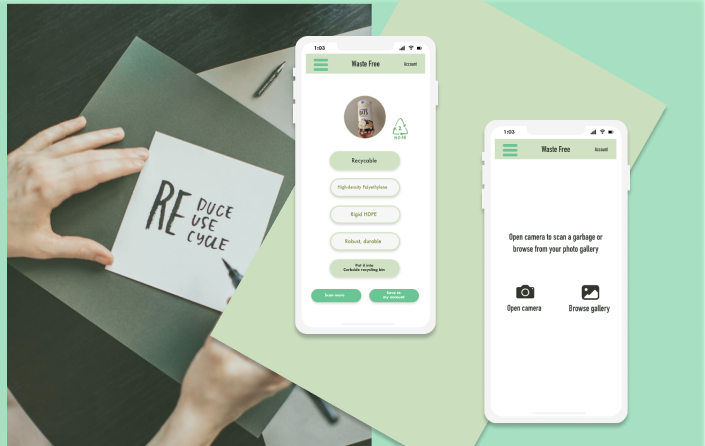 RE DUCE
USE
CYCLE
1:03
Waste Free
Account
2
HDPE
Recycable
High-density Polyethylene
Rigid HDPE
Robust, durable
Put it into
Curbside recycling bin
Scan more
Save to
my account
1:03
Waste Free
Account
Open camera to scan a garbage or
browse from your photo gallery
Open camera
Browse gallery